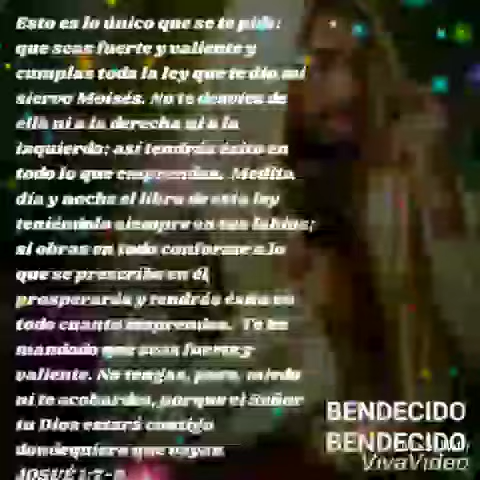 Esto es lo único que se te pide:
que seas fuerte y valiente y
cumplas toda la ley que te dio mi
siervo Moisés. No te desvíes de
ella ni a la derecha ni a la
izquierda; así tendrás éxito en
todo lo que emprendas. Medita
día y noche el libro de esta ley
teniéndolo siempre en tus labios;
si obras en todo conforme a lo
que se prescribe en él,
prosperarás y tendrás éxito en
todo cuanto emprendas. Te he
mandado que seas fuerte y
valiente. No tengas, pues, miedo
ni te acobardes, porque el Señor
tu Dios estará contigo
dondequiera que vayas
JOSUÉ 1:7-
BENDECIDO
BENDECIDO
VivaVideo